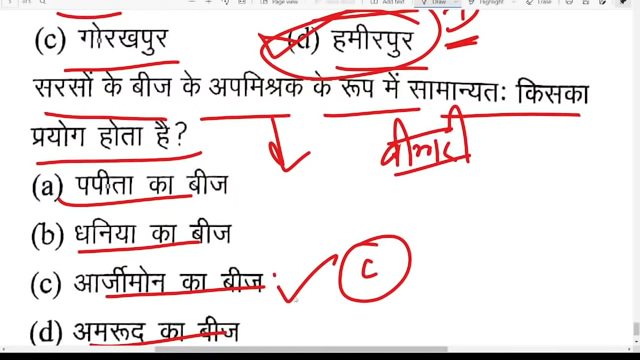 (c) गोरखपुर (d) हमीरपुर
सरसों के बीज के अपमिश्रक के रूप में सामान्यतः किसका
प्रयोग होता है?
(a) पपीता का बीज
(b) धनिया का बीज
(c) आर्जीमोन का बीज C
(d) अमरूद का बीज